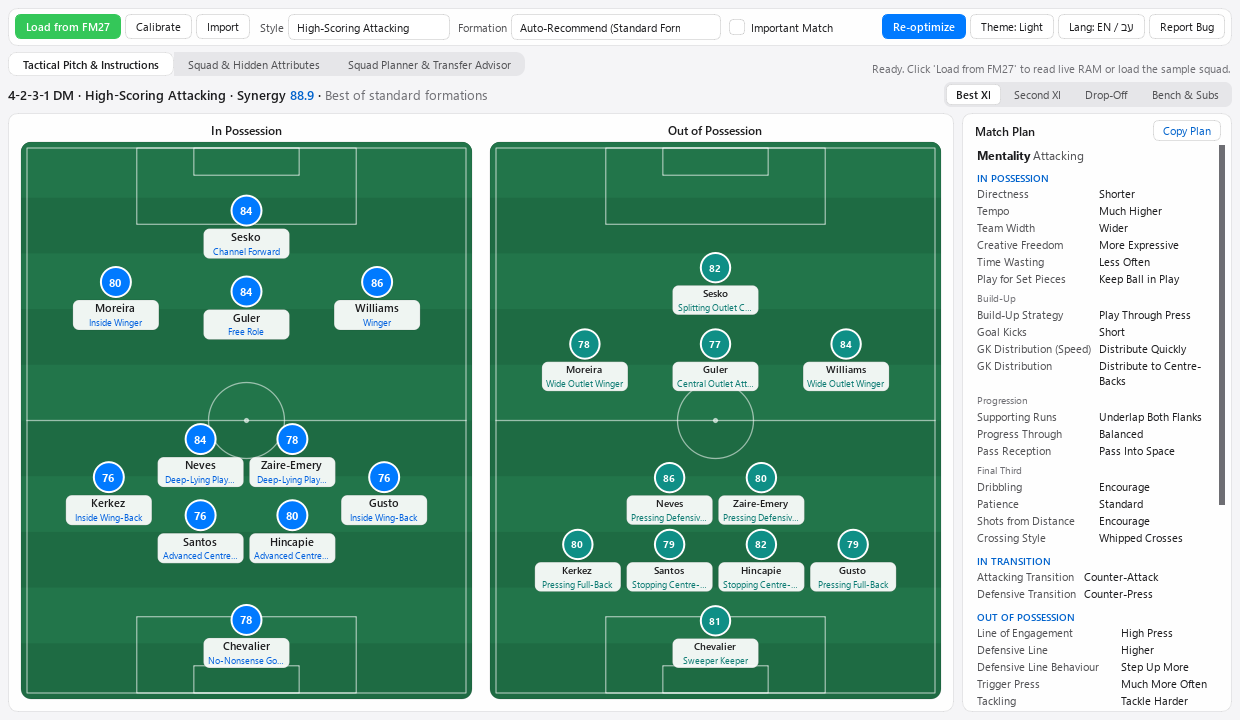 Load from FM27
Calibrate
Import
Style
High-Scoring Attacking
Formation
Auto-Recommend (Standard Forn
Important Match
Re-optimize
Theme: Light
Lang: EN / עב
Report Bug
Tactical Pitch & Instructions
Squad & Hidden Attributes
Squad Planner & Transfer Advisor
Ready. Click 'Load from FM27' to read live RAM or load the sample squad.
4-2-3-1 DM · High-Scoring Attacking · Synergy 88.9 · Best of standard formations
Best XI
Second XI
Drop-Off
Bench & Subs
In Possession
84
Sesko
Channel Forward
80
Moreira
Inside Winger
84
Guler
Free Role
86
Williams
Winger
84
Neves
Deep-Lying Play...
78
Zaire-Emery
Deep-Lying Play...
76
Kerkez
Inside Wing-Back
76
Gusto
Inside Wing-Back
76
Santos
Advanced Centre...
80
Hincapie
Advanced Centre...
78
Chevalier
No-Nonsense Go...
Out of Possession
82
Sesko
Splitting Outlet C...
78
Moreira
Wide Outlet Winger
77
Guler
Central Outlet Att...
84
Williams
Wide Outlet Winger
86
Neves
Pressing Defensiv...
80
Zaire-Emery
Pressing Defensiv...
80
Kerkez
Pressing Full-Back
79
Santos
Stopping Centre-...
82
Hincapie
Stopping Centre-...
79
Gusto
Pressing Full-Back
81
Chevalier
Sweeper Keeper
Match Plan
Copy Plan
Mentality Attacking
IN POSSESSION
Directness Shorter
Tempo Much Higher
Team Width Wider
Creative Freedom More Expressive
Time Wasting Less Often
Play for Set Pieces Keep Ball in Play
Build-Up
Build-Up Strategy Play Through Press
Goal Kicks Short
GK Distribution (Speed) Distribute Quickly
GK Distribution Distribute to Centre-
Backs
Progression
Supporting Runs Underlap Both Flanks
Progress Through Balanced
Pass Reception Pass Into Space
Final Third
Dribbling Encourage
Patience Standard
Shots from Distance Encourage
Crossing Style Whipped Crosses
IN TRANSITION
Attacking Transition Counter-Attack
Defensive Transition Counter-Press
OUT OF POSSESSION
Line of Engagement High Press
Defensive Line Higher
Defensive Line Behaviour Step Up More
Trigger Press Much More Often
Tackling Tackle Harder